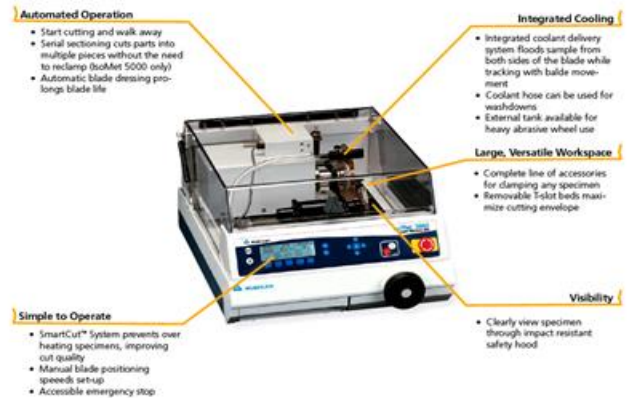 Automated Operation
• Start cutting and walk away
• Serial sectioning cuts parts into
multiple pieces without the need
to reclamp (IsoMet 5000 only)
• Automatic blade dressing pro-
longs blade life
Integrated Cooling
• Integrated coolant delivery
system floods sample from
both sides of the blade while
tracking with balde move-
ment
• Coolant hose can be used for
washdowns
• External tank available for
heavy abrasive wheel use
Large, Versatile Workspace
• Complete line of accessories
for clamping any specimen
• Removable T-slot beds maxi-
mize cutting envelope
Visibility
• Clearly view specimen
through impact resistant
safety hood
Simple to Operate
• SmartCut™ System prevents over
heating specimens, improving
cut quality
• Manual blade positioning
speeeds set-up
• Accessible emergency stop
BUEHLER